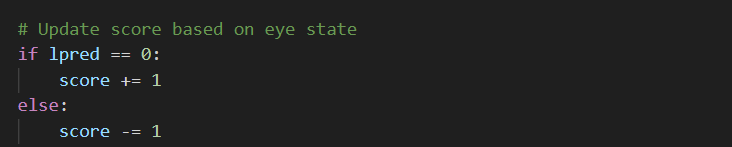 # Update score based on eye state
if lpred == 0:
    score += 1
else:
    score -= 1